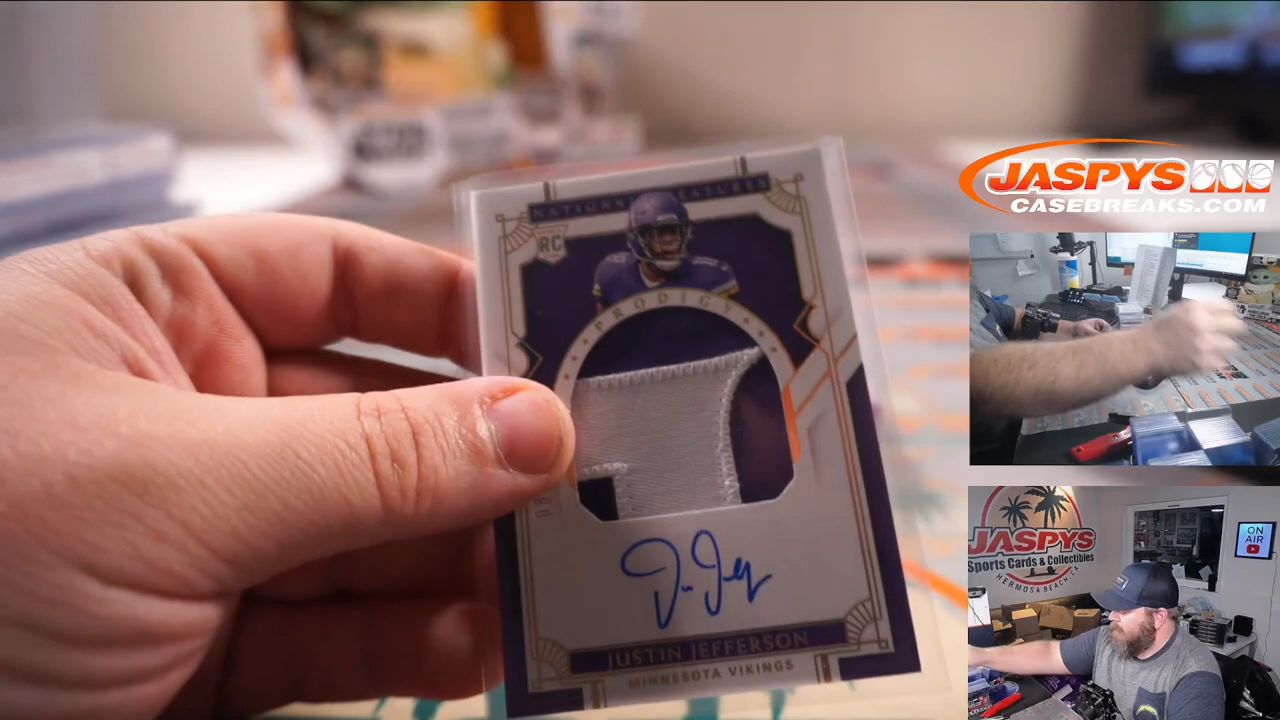 NATIONAL TREASURES
RC
PRODIGY
JUSTIN JEFFERSON
MINNESOTA VIKINGS
JASPYS
CASEBREAKS.COM
JASPYS
Sports Cards & Collectibles
HERMOSA BEACH, CA
ON
AIR